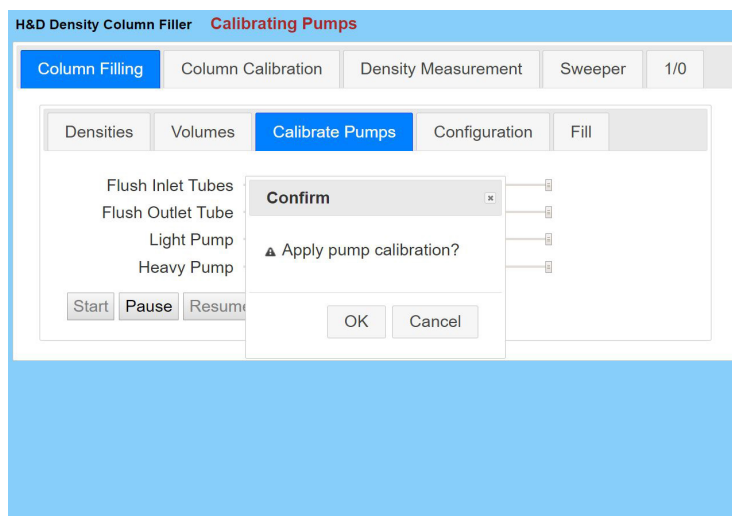 H&D Density Column Filler Calibrating Pumps
Column Filling Column Calibration Density Measurement Sweeper 1/0
Densities Volumes Calibrate Pumps Configuration Fill
Flush Inlet Tubes
Flush Outlet Tube
Light Pump
Heavy Pump
Start Pause Resume
Confirm
Apply pump calibration?
OK Cancel